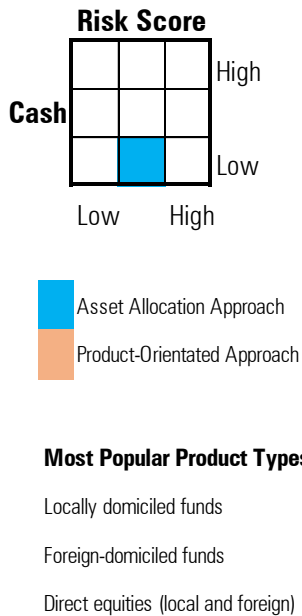 Risk Score
High
Cash
Low
Low High
Asset Allocation Approach
Product-Orientated Approach
Most Popular Product Types
Locally domiciled funds
Foreign-domiciled funds
Direct equities (local and foreign)